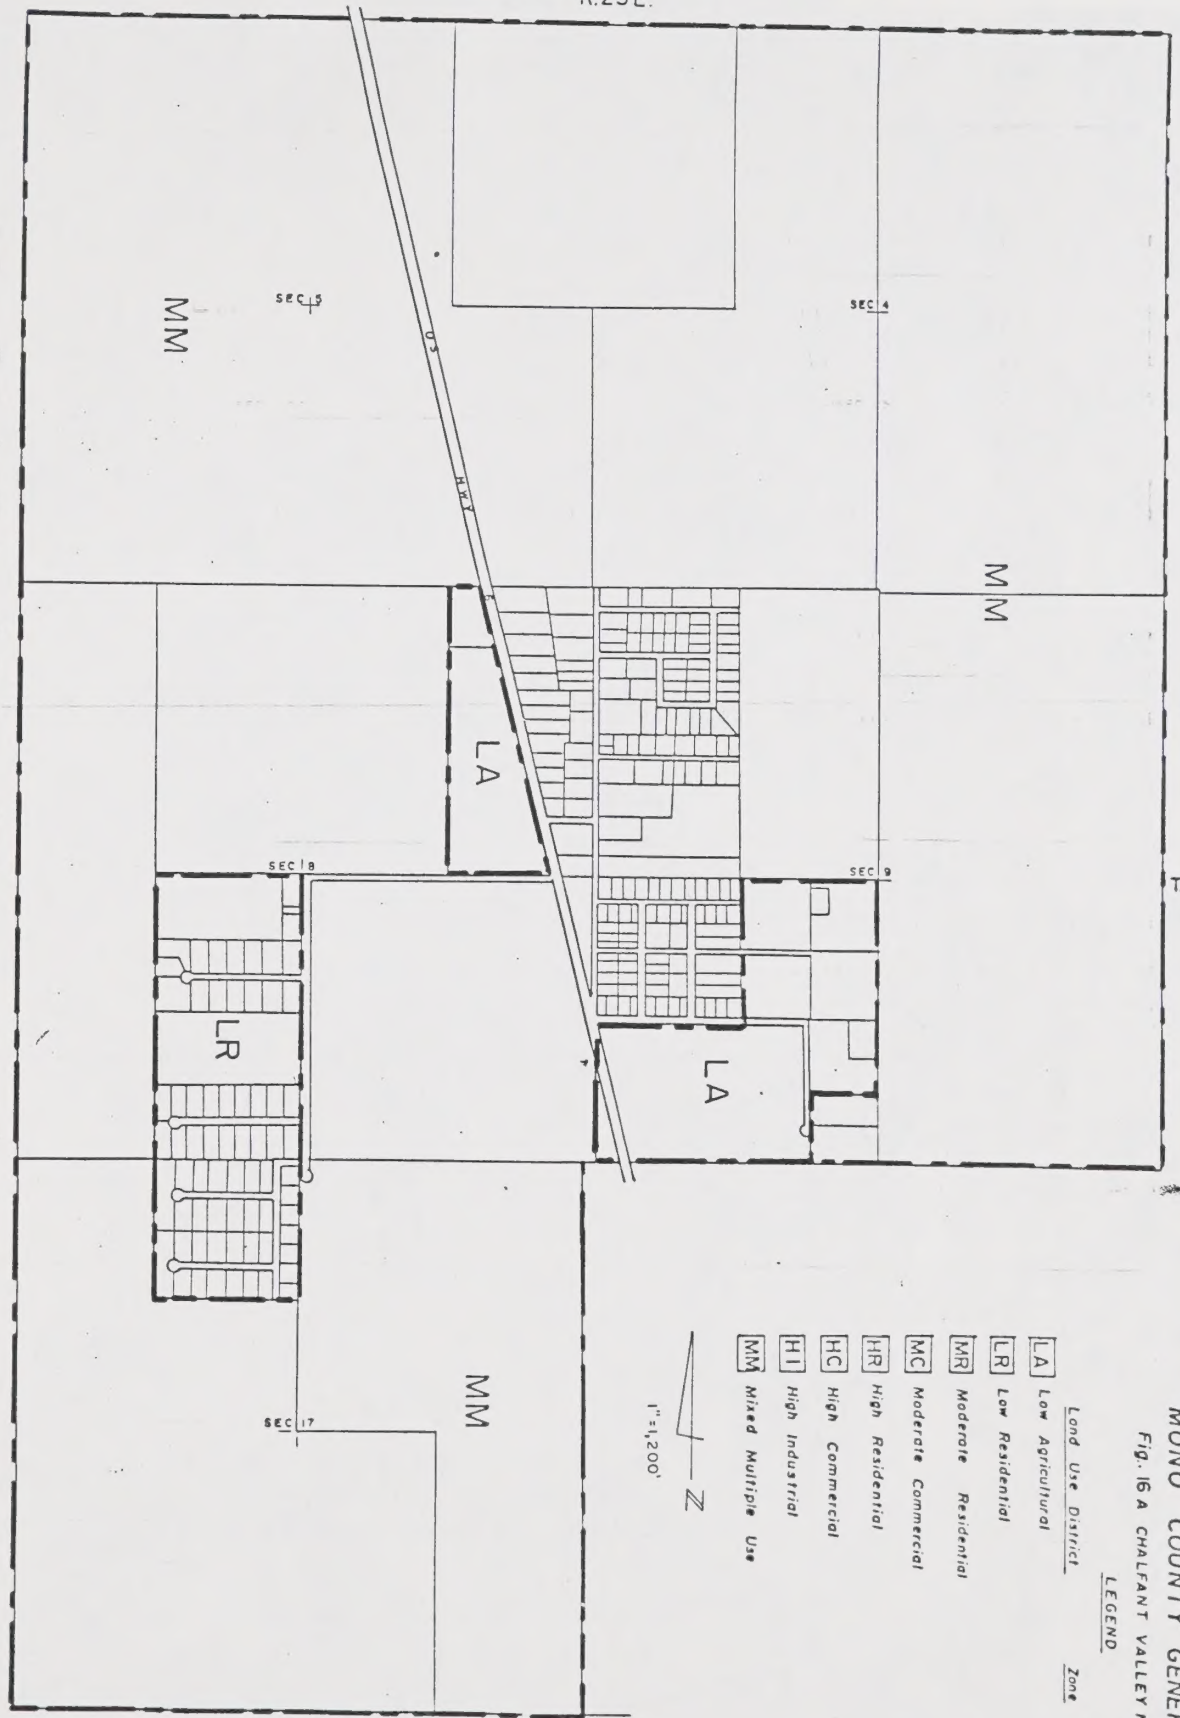 R.23E.
MONO COUNTY GENE
Fig. 16 A CHALFANT VALLEY
LEGEND
Land Use District
Zone
LA Low Agricultural
LR Low Residential
MR Moderate Residential
MC Moderate Commercial
HR High Residential
HC High Commercial
HI High Industrial
MM Mixed Multiple Use
N
1"=1,200'
SEC 5
SEC 4
MM
MM
U S
HWY
6
LA
SEC 8
SEC 9
T
LR
LA
MM
SEC 17